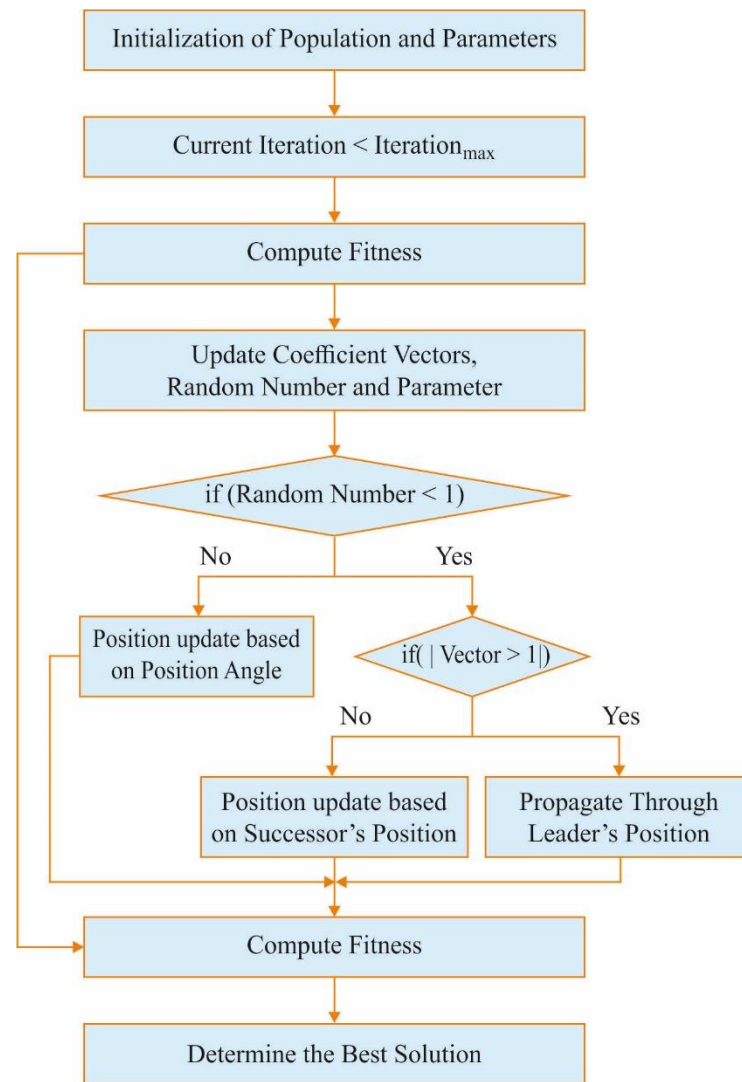 Initialization of Population and Parameters
Current Iteration < Iterationmax
Compute Fitness
Update Coefficient Vectors,
Random Number and Parameter
if (Random Number < 1)
No
Yes
Position update based
on Position Angle
if( | Vector > 1|)
No
Yes
Position update based
on Successor’s Position
Propagate Through
Leader’s Position
Compute Fitness
Determine the Best Solution